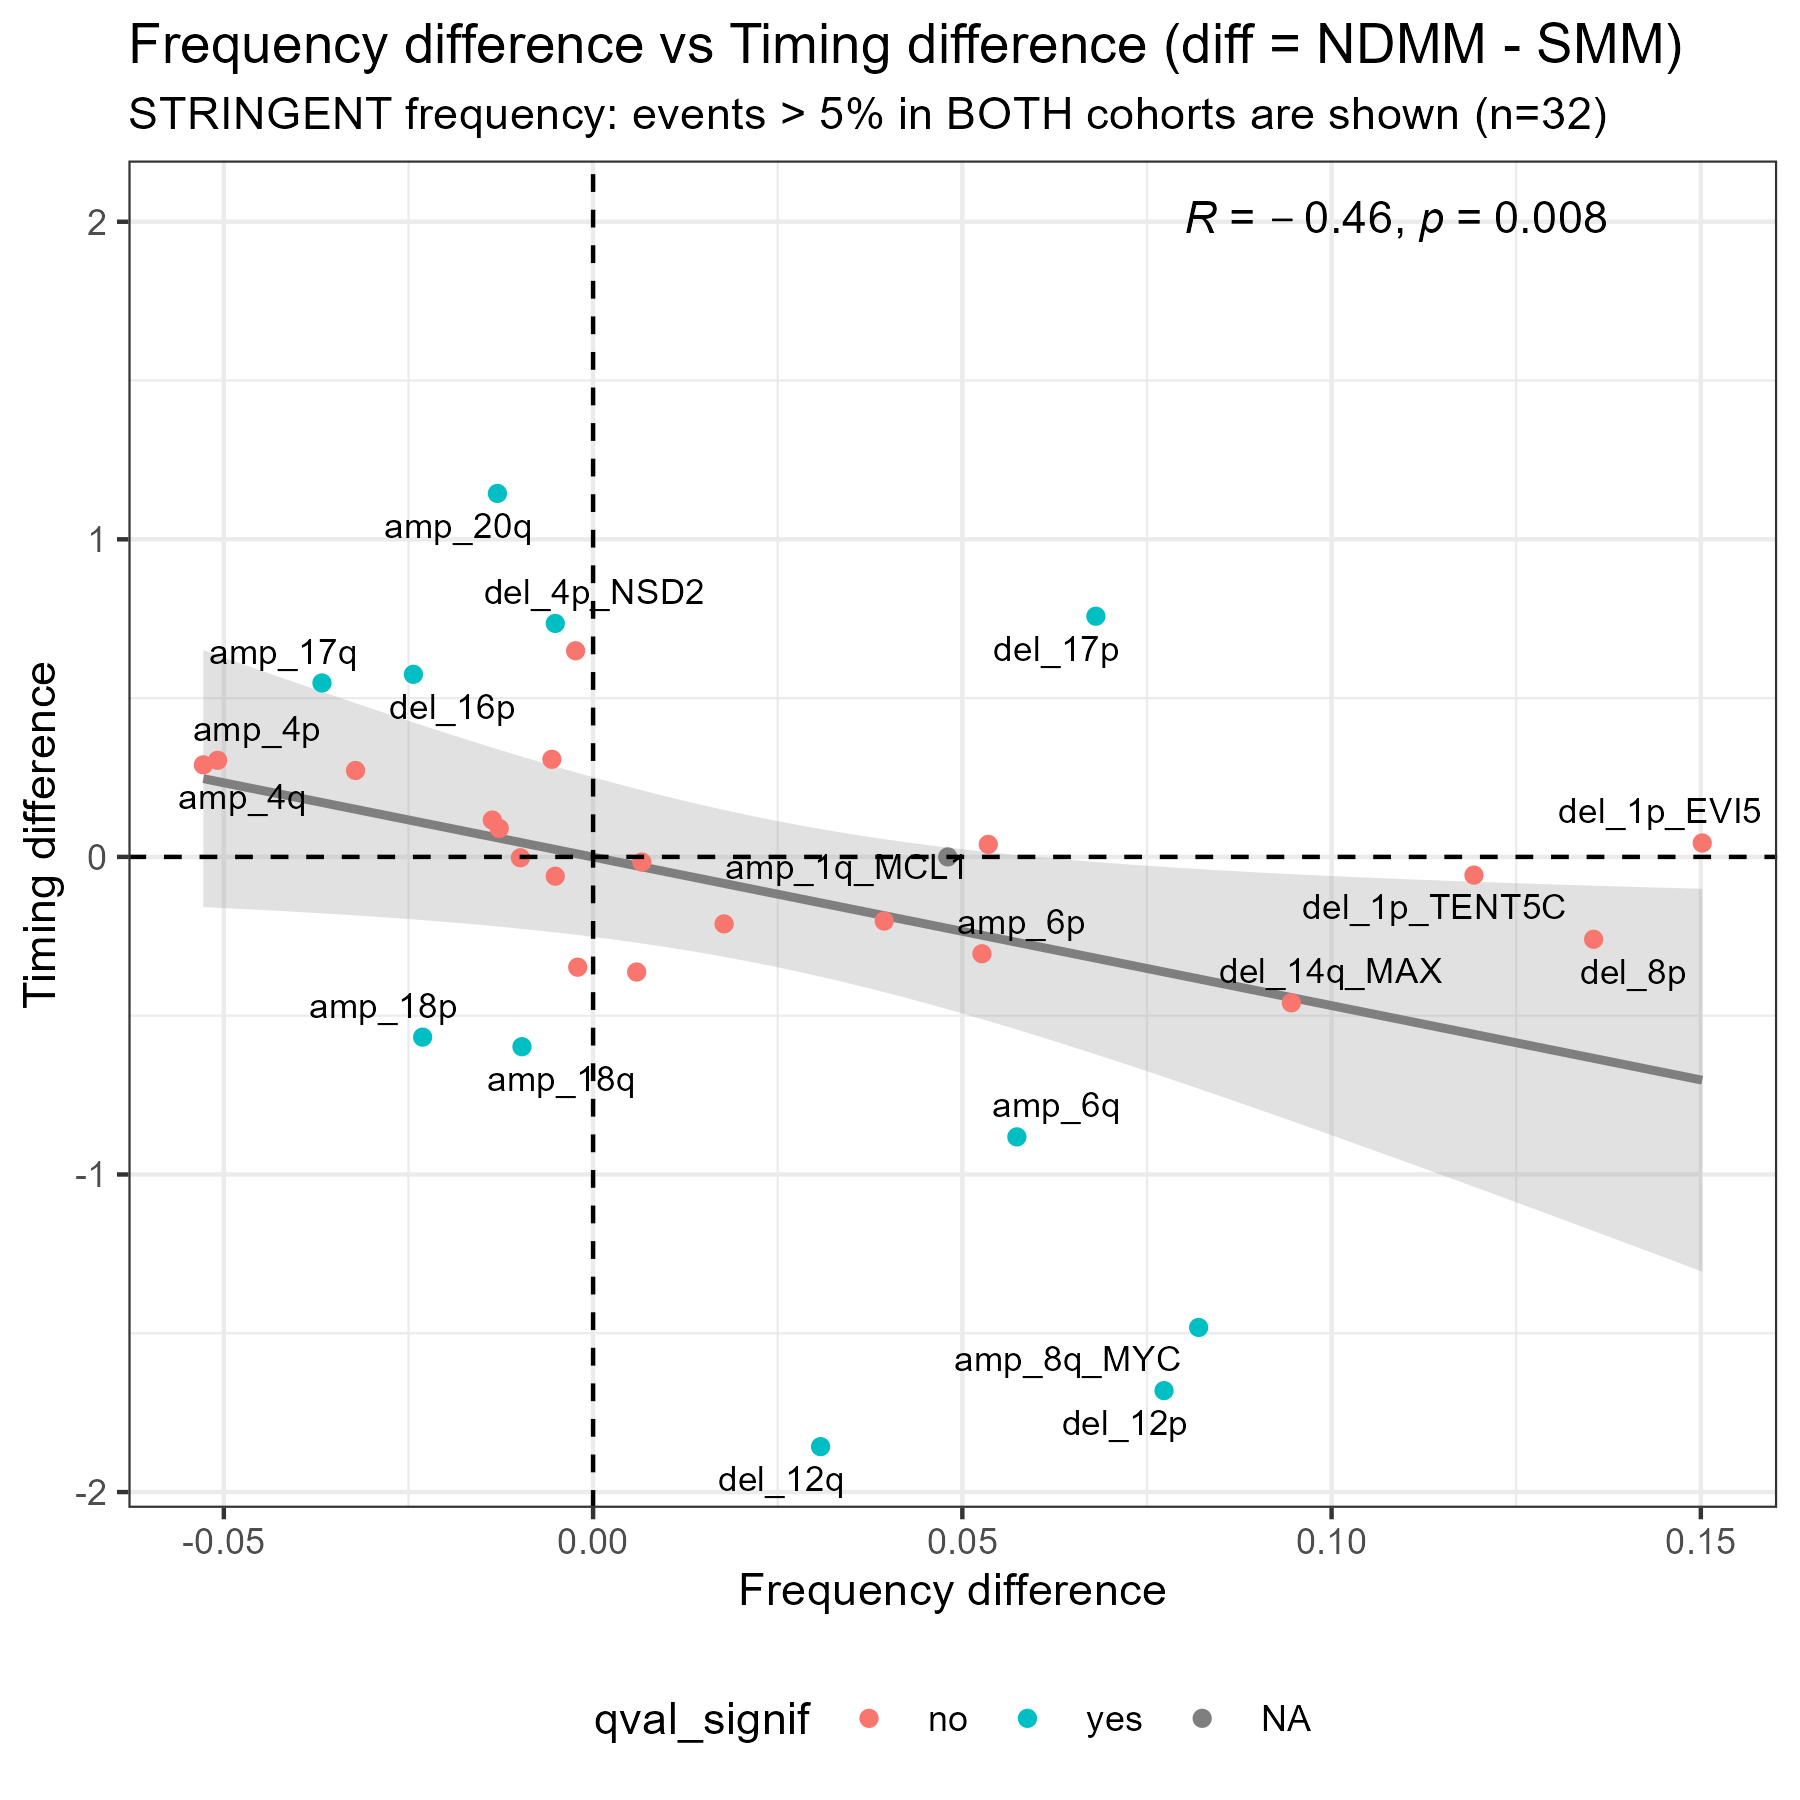 Frequency difference vs Timing difference (diff = NDMM - SMM)
STRINGENT frequency: events > 5% in BOTH cohorts are shown (n=32)
R = − 0.46, p = 0.008
2
1
0
-1
-2
Timing difference
amp_20q
del_4p_NSD2
amp_17q
del_17p
del_16p
amp_4p
amp_4q
del_1p_EVI5
amp_1q_MCL1
del_1p_TENT5C
amp_6p
del_14q_MAX
del_8p
amp_18p
amp_18q
amp_6q
amp_8q_MYC
del_12p
del_12q
-0.05
0.00
0.05
0.10
0.15
Frequency difference
qval_signif no yes NA